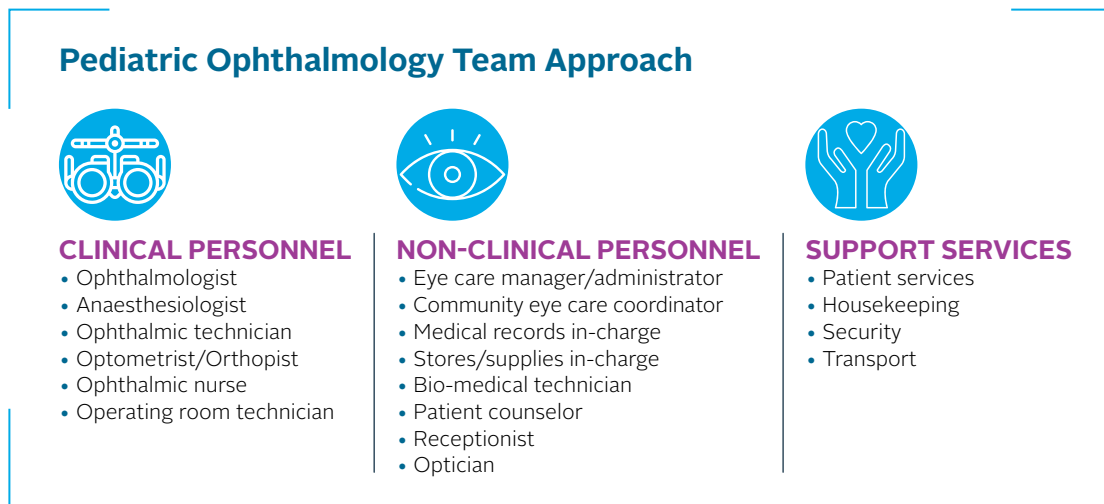 Pediatric Ophthalmology Team Approach
CLINICAL PERSONNEL
• Ophthalmologist
• Anaesthesiologist
• Ophthalmic technician
• Optometrist/Orthopist
• Ophthalmic nurse
• Operating room technician
NON-CLINICAL PERSONNEL
• Eye care manager/administrator
• Community eye care coordinator
• Medical records in-charge
• Stores/supplies in-charge
• Bio-medical technician
• Patient counselor
• Receptionist
• Optician
SUPPORT SERVICES
• Patient services
• Housekeeping
• Security
• Transport